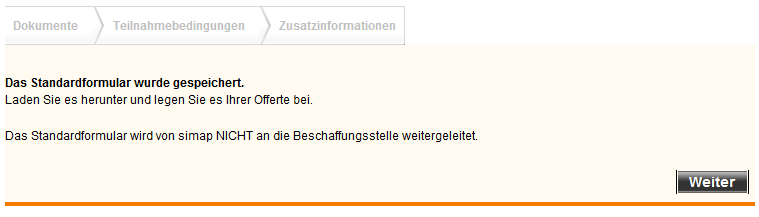 Dokumente Teilnahmebedingungen Zusatzinformationen
Das Standardformular wurde gespeichert.
Laden Sie es herunter und legen Sie es Ihrer Offerte bei.
Das Standardformular wird von simap NICHT an die Beschaffungsstelle weitergeleitet.
Weiter